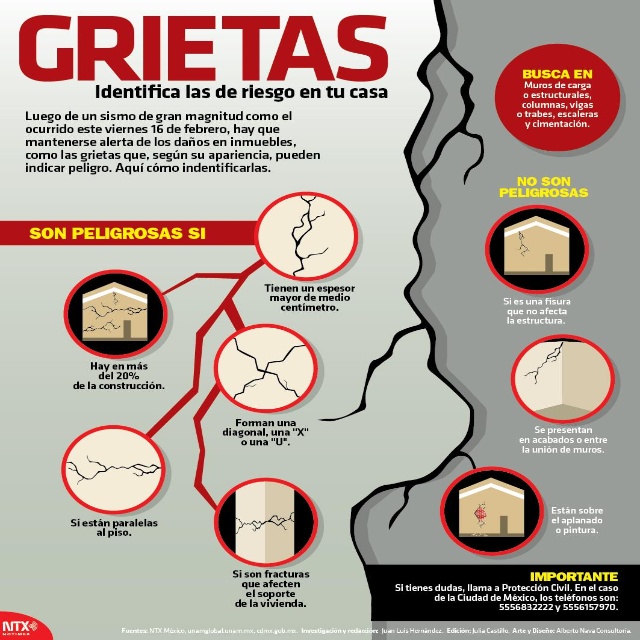 GRIETAS
Identifica las de riesgo en tu casa
Luego de un sismo de gran magnitud como el
ocurrido este viernes 16 de febrero, hay que
mantenerse alerta de los daños en inmuebles,
como las grietas que, según su apariencia, pueden
indicar peligro. Aquí cómo indentificarlas.
SON PELIGROSAS SI
Tienen un espesor
mayor de medio
centímetro.
Hay en más
del 20%
de la construcción.
Forman una
diagonal, una "X"
o una "U".
Si están paralelas
al piso.
Si son fracturas
que afecten
el soporte
de la vivienda.
BUSCA EN
Muros de carga
o estructurales,
columnas, vigas
o trabes, escaleras
y cimentación.
NO SON
PELIGROSAS
Si es una fisura
que no afecta
la estructura.
Se presentan
en acabados o entre
la unión de muros.
Están sobre
el aplanado
o pintura.
IMPORTANTE
Si tienes dudas, llama a Protección Civil. En el caso
de la Ciudad de México, los teléfonos son:
5556832222 y 5556157970.
NTX
Fuentes: NTX México, unamglobal.unam.mx, cdmx.gob.mx. Investigación y redacción: Juan Luis Hernández. Edición: Julia Castillo. Arte y Diseño: Alberto Nava Consultoría.